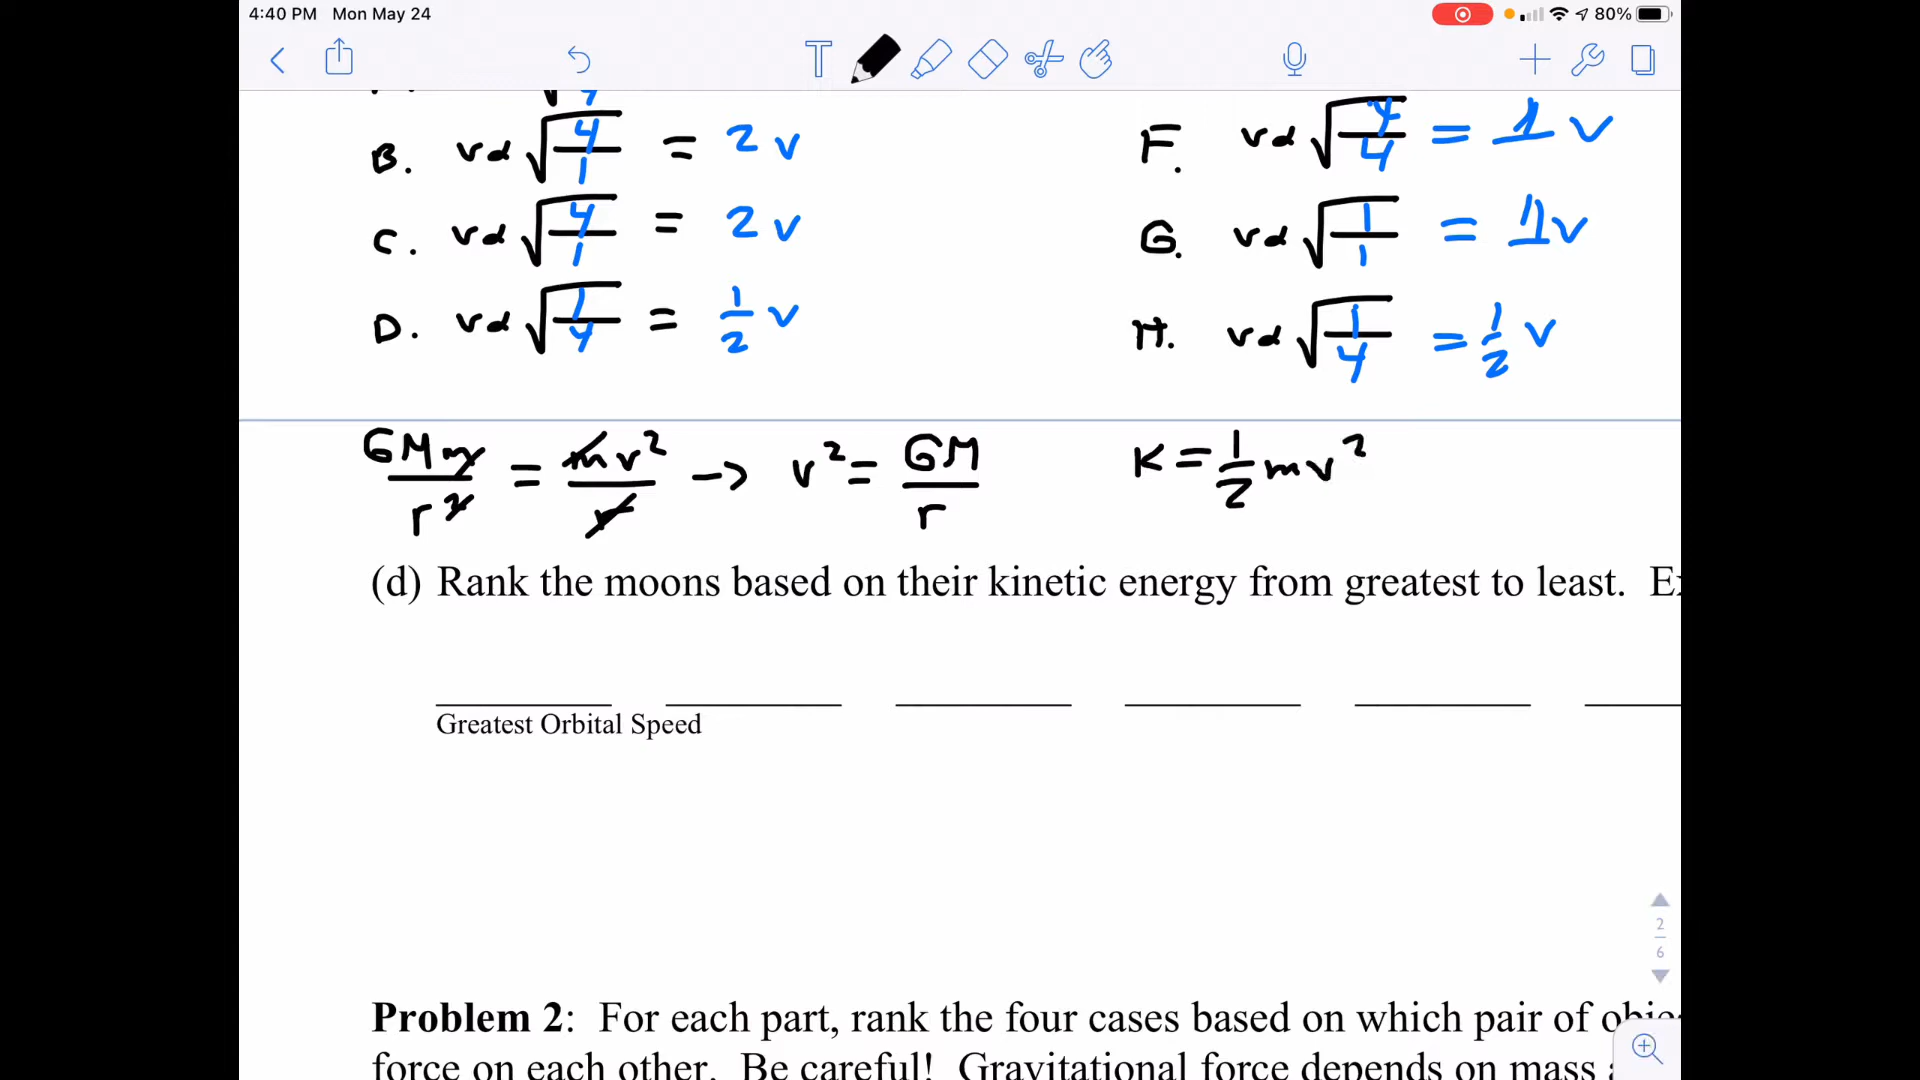 4:40 PM Mon May 24 80%
B. v α √4/1 = 2 v
F. v α √4/4 = 1 v
C. v α √4/1 = 2 v
G. v α √1/1 = 1 v
D. v α √1/4 = 1/2 v
H. v α √1/4 = 1/2 v
GMm/r² = mv²/r → v² = GM/r K = 1/2 mv²
(d) Rank the moons based on their kinetic energy from greatest to least.
Greatest Orbital Speed
2
6
Problem 2: For each part, rank the four cases based on which pair of
force on each other. Be careful! Gravitational force depends on mass